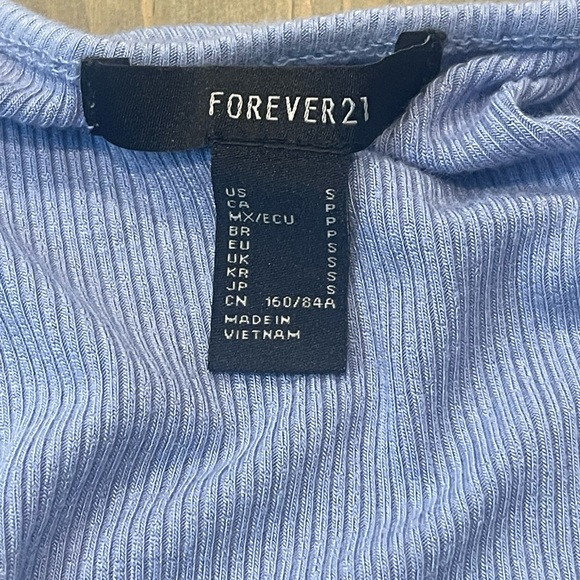 FOREVER21
US S
CA P
MX/ECU P
BR P
EU S
UK S
KR S
JP S
CN 160/84A
MADE IN
VIETNAM